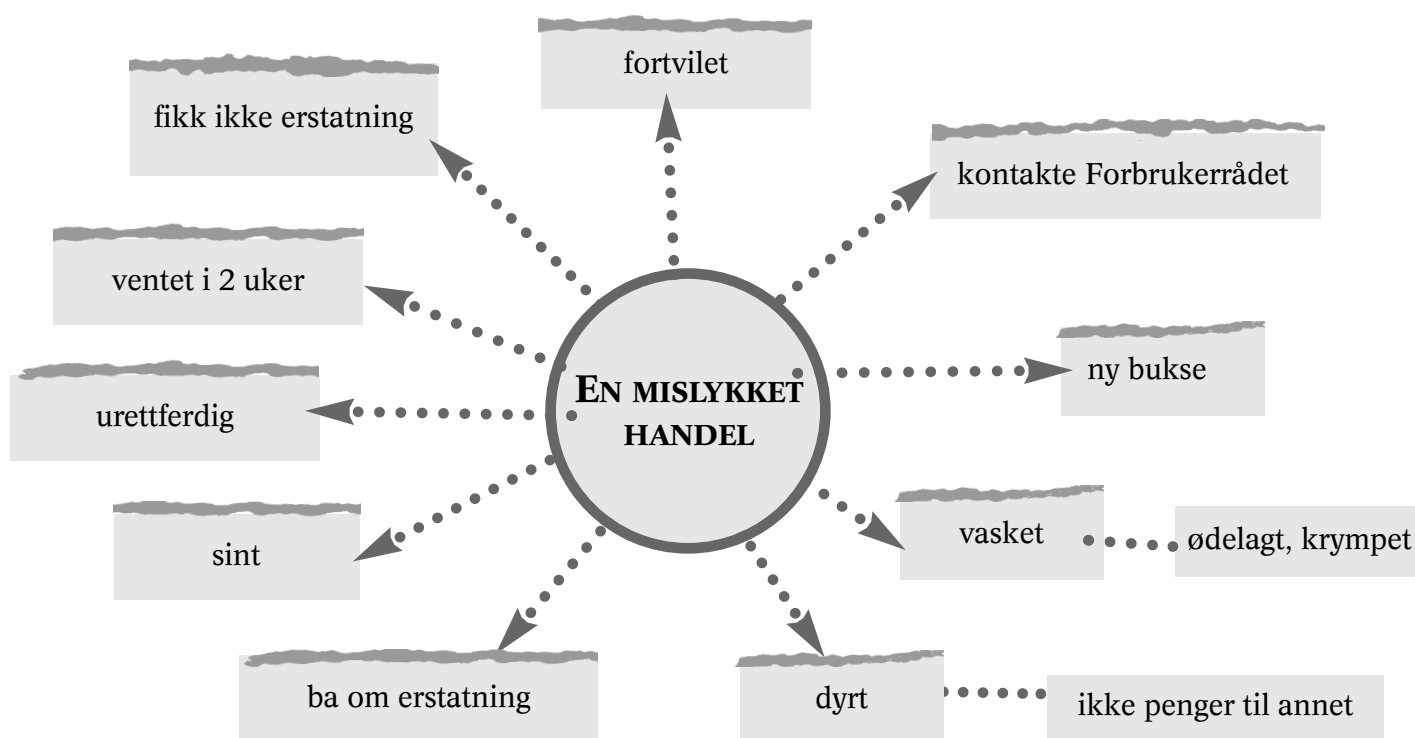 fortvilet
fikk ikke erstatning
kontakte Forbrukerrådet
ventet i 2 uker
ny bukse
EN MISLYKKET
HANDEL
urettferdig
vasket
ødelagt, krympet
sint
ba om erstatning
dyrt
ikke penger til annet